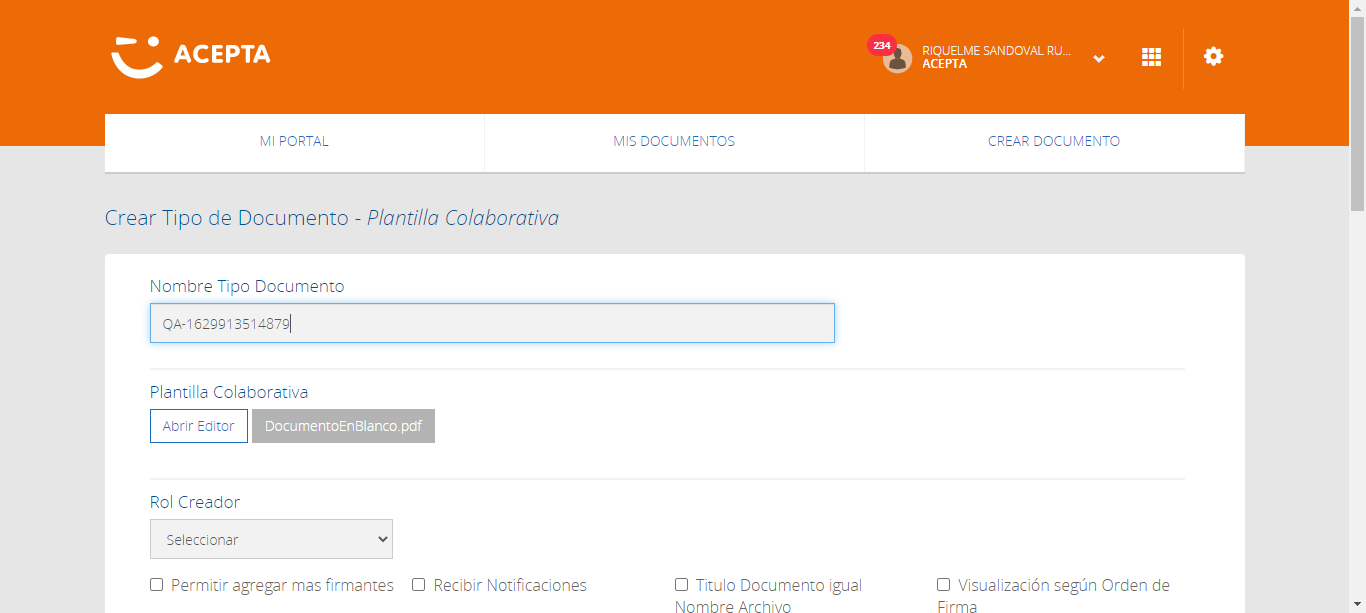 ACEPTA
234
RIQUELME SANDOVAL RU...
ACEPTA
MI PORTAL
MIS DOCUMENTOS
CREAR DOCUMENTO
Crear Tipo de Documento - Plantilla Colaborativa
Nombre Tipo Documento
QA-1629913514879
Plantilla Colaborativa
Abrir Editor
DocumentoEnBlanco.pdf
Rol Creador
Seleccionar
Permitir agregar mas firmantes
Recibir Notificaciones
Titulo Documento igual
Nombre Archivo
Visualización según Orden de
Firma